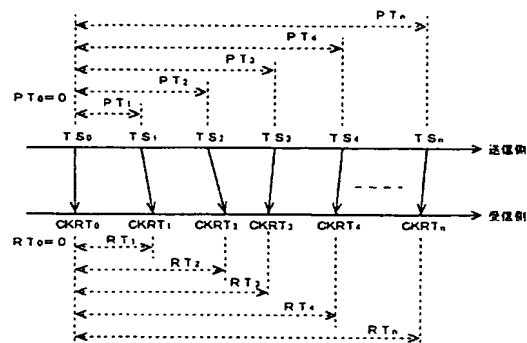 PTn
PT4
PT3
PT2
PT0=0 PT1
TS0 TS1 TS2 TS3 TS4 TSn 送信側
CKRT0 CKRT1 CKRT2 CKRT3 CKRT4 CKRTn 受信側
RT0=0 RT1
RT2
RT3
RT4
RTn